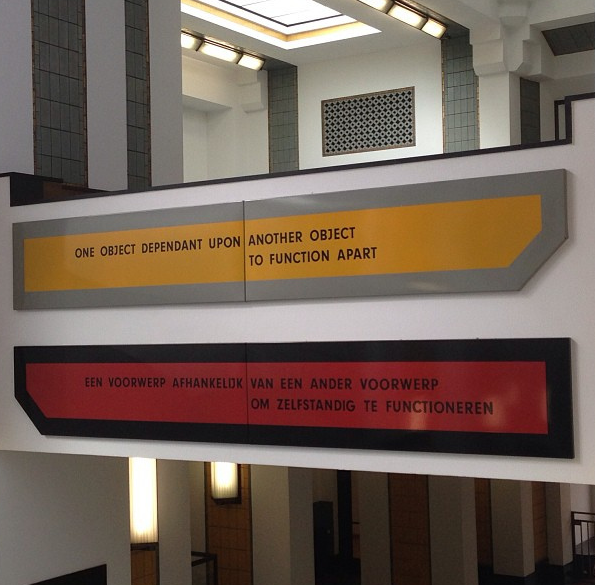 ONE OBJECT DEPENDANT UPON ANOTHER OBJECT
TO FUNCTION APART
EEN VOORWERP AFHANKELIJK VAN EEN ANDER VOORWERP
OM ZELFSTANDIG TE FUNCTIONEREN